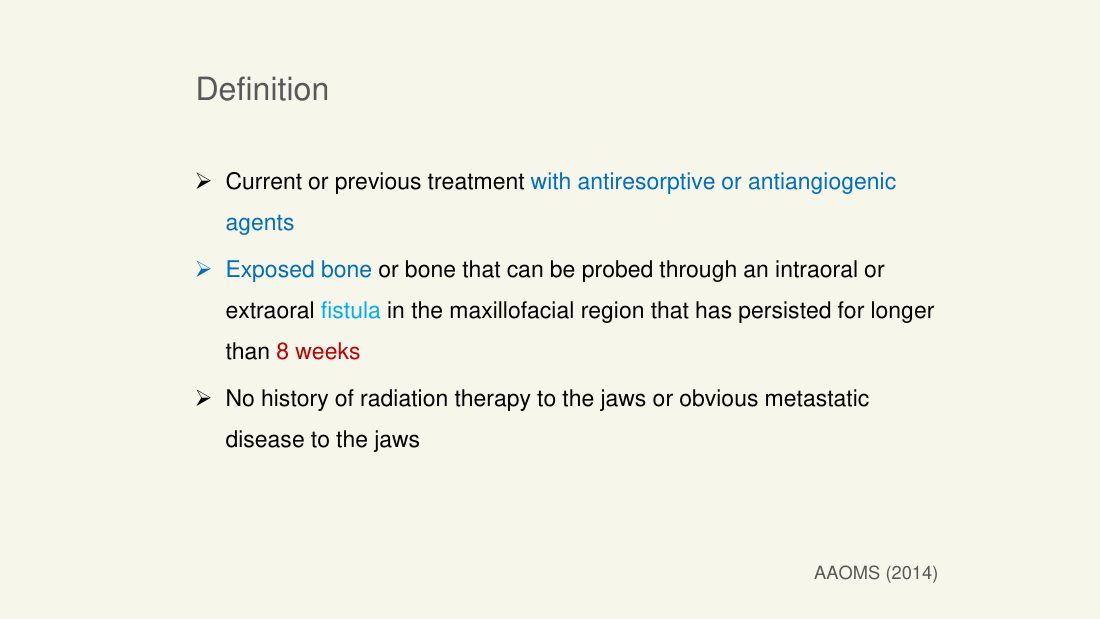 Definition
➢ Current or previous treatment with antiresorptive or antiangiogenic
agents
➢ Exposed bone or bone that can be probed through an intraoral or
extraoral fistula in the maxillofacial region that has persisted for longer
than 8 weeks
➢ No history of radiation therapy to the jaws or obvious metastatic
disease to the jaws
AAOMS (2014)